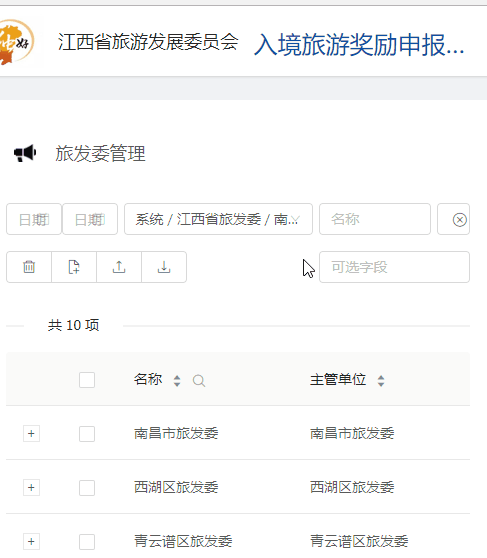 好
江西省旅游发展委员会 入境旅游奖励申报...
旅发委管理
日期 日期 系统 / 江西省旅发委 / 南... 名称
可选字段
共 10 项
名称 主管单位
+ 南昌市旅发委 南昌市旅发委
+ 西湖区旅发委 西湖区旅发委
+ 青云谱区旅发委 青云谱区旅发委